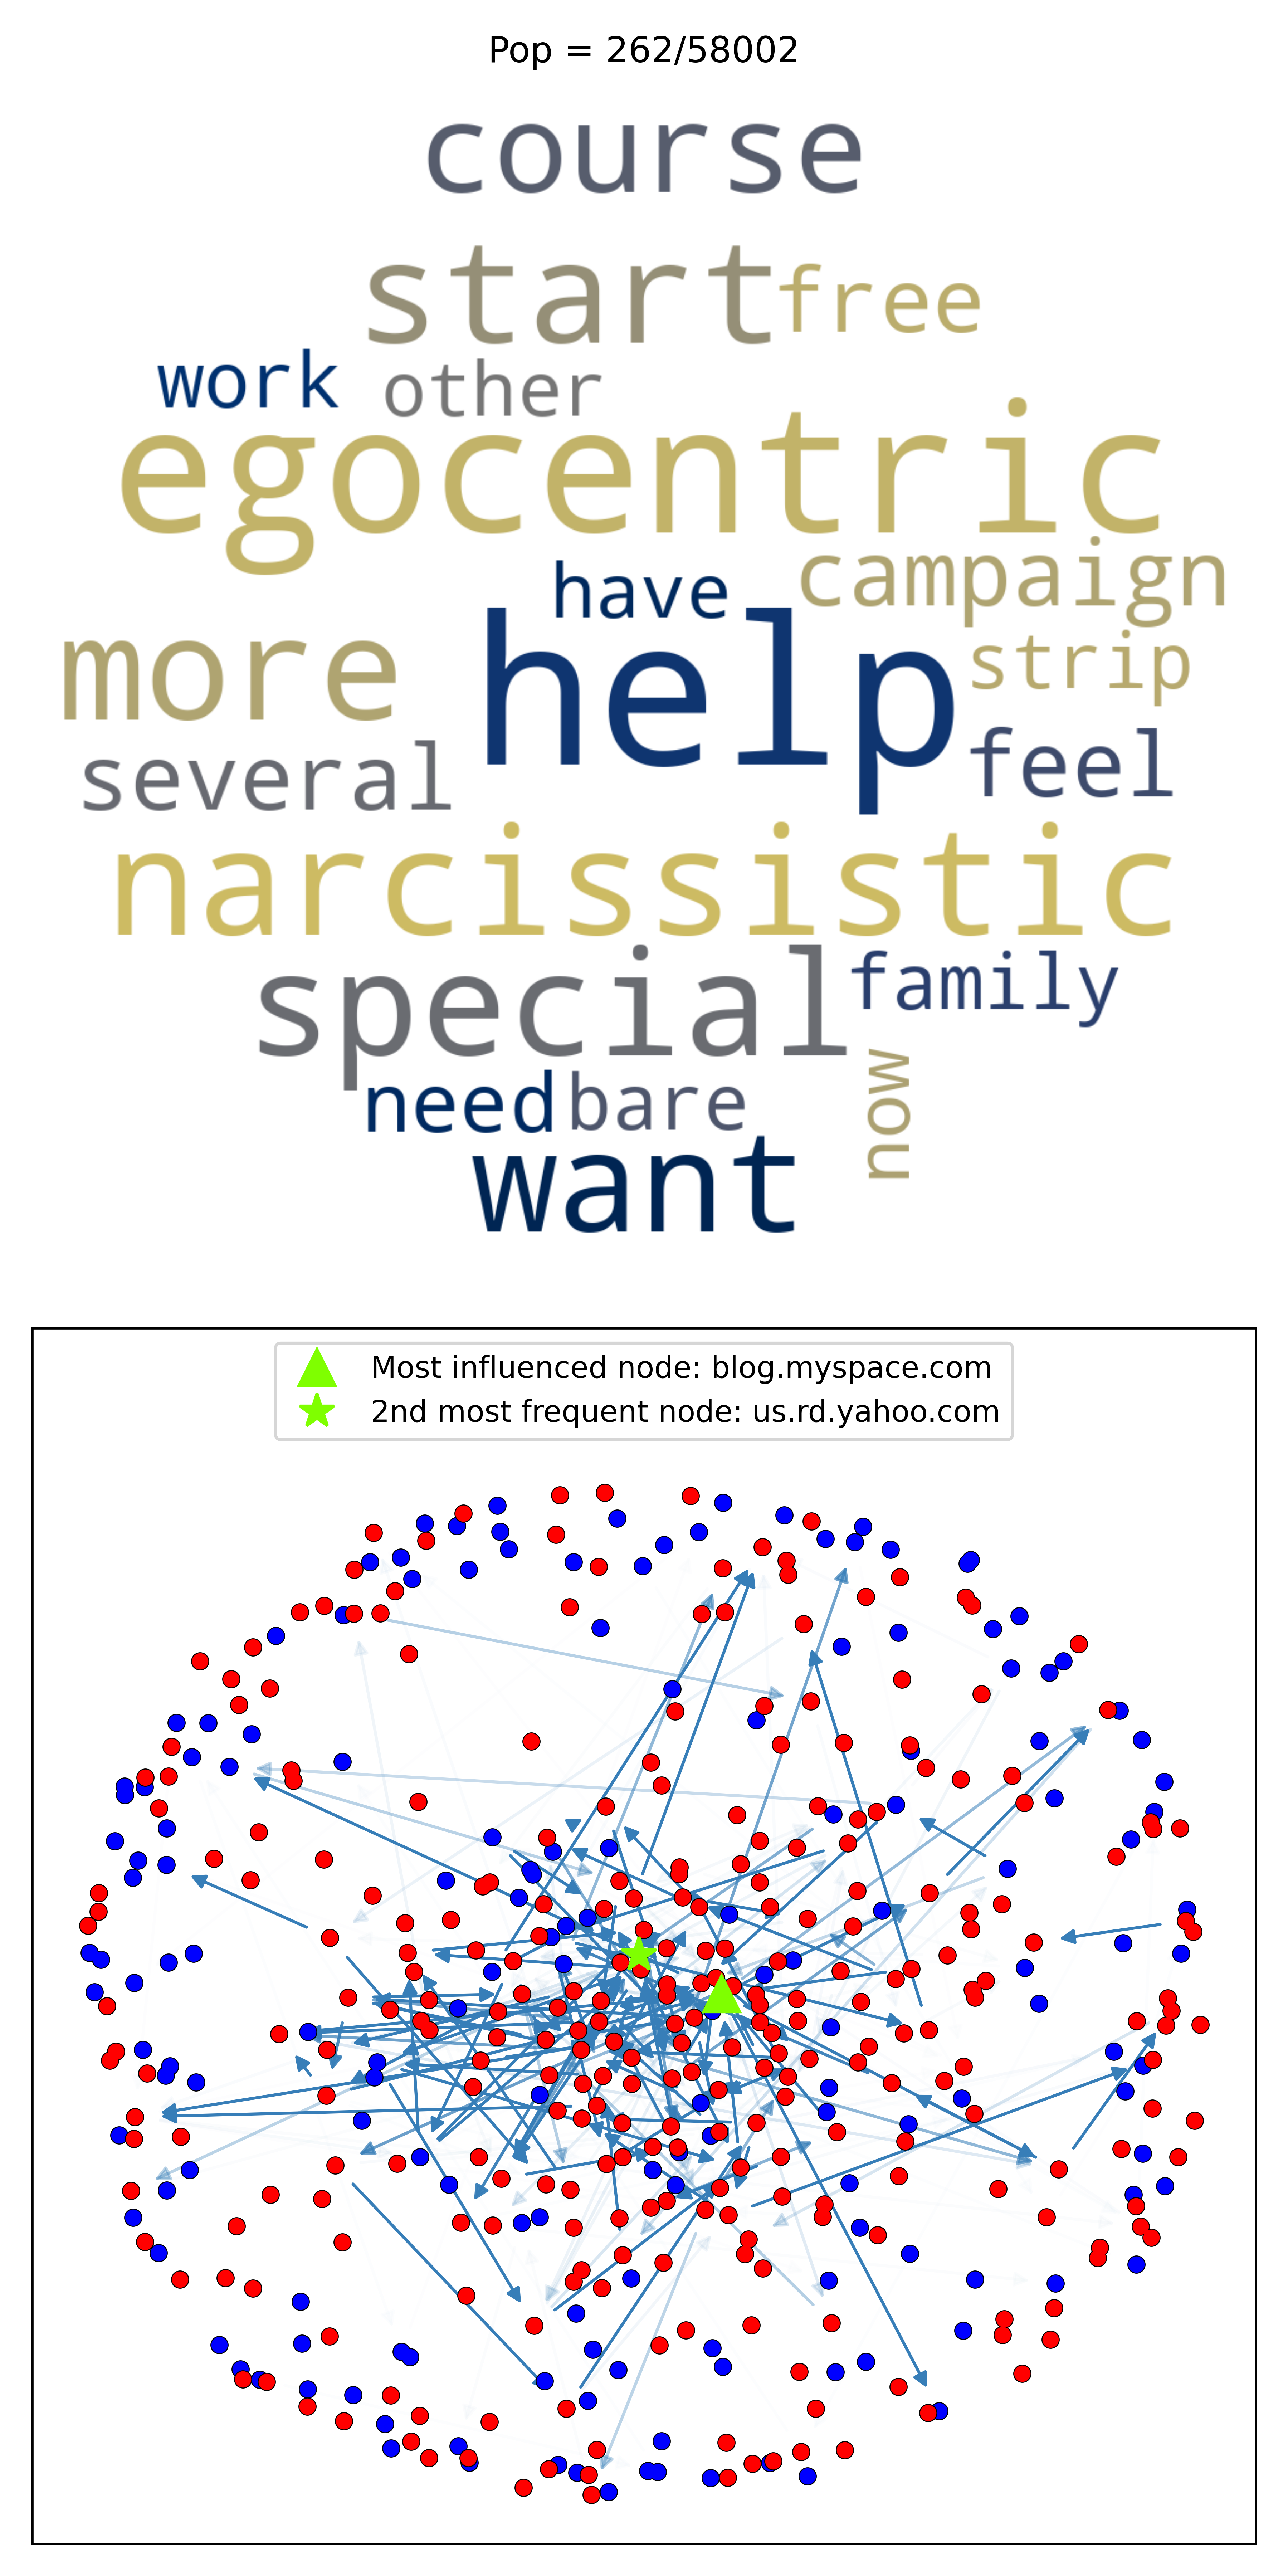 Pop = 262/58002
course
start free
work other
egocentric
have campaign
more help strip
several feel
narcissistic
special family
need bare now
want
Most influenced node: blog.myspace.com
2nd most frequent node: us.rd.yahoo.com